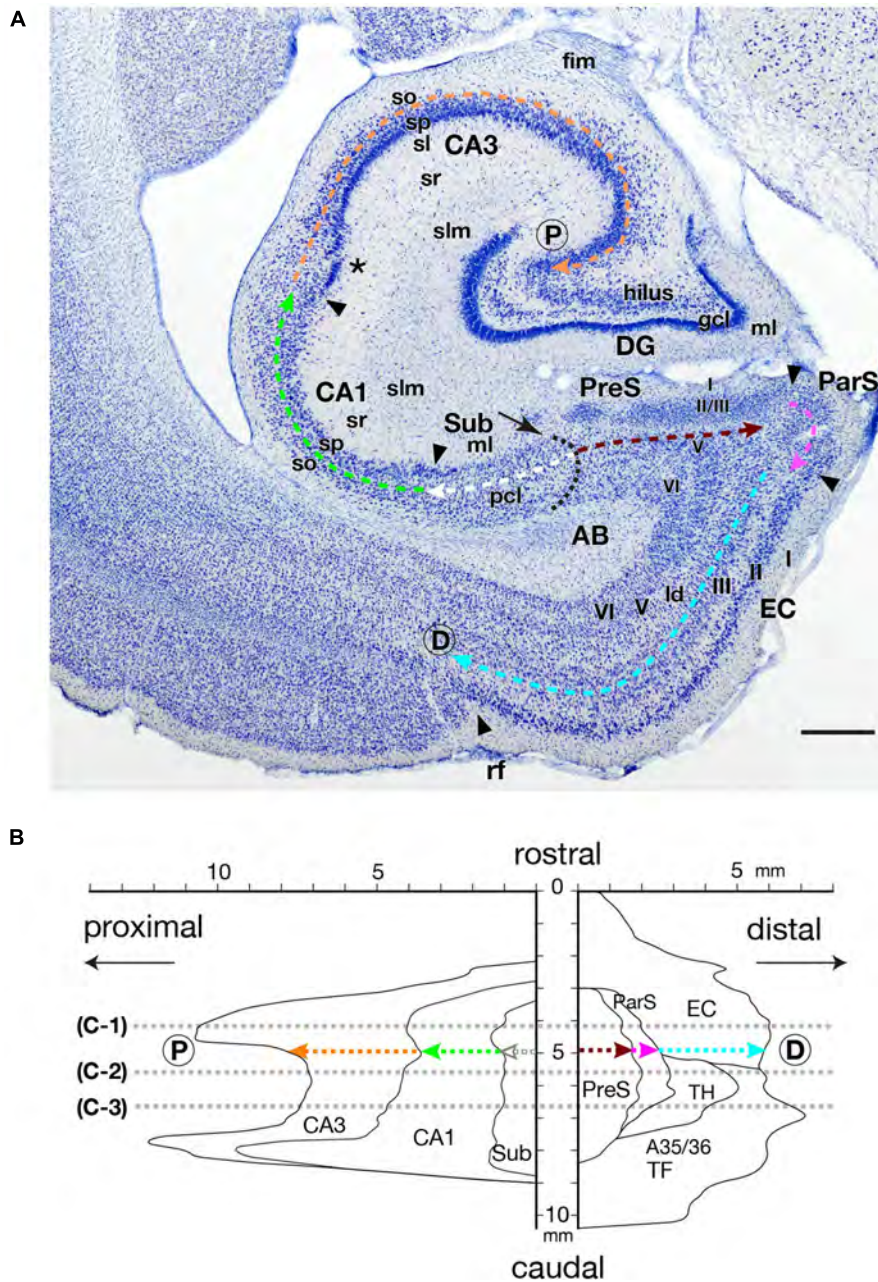 A
fim
so
sp
sl
CA3
sr
slm
P
*
hilus
gcl
ml
DG
CA1
slm
sr
sp
so
PreS
I
II/III
ParS
Sub
ml
V
pcl
VI
AB
VI V Id III II I
EC
D
rf
B
rostral
10 5 0 5 mm
proximal
distal
(C-1)
ParS
EC
P
5
D
(C-2)
PreS
TH
(C-3)
CA3
CA1
Sub
A35/36
TF
10
mm
caudal